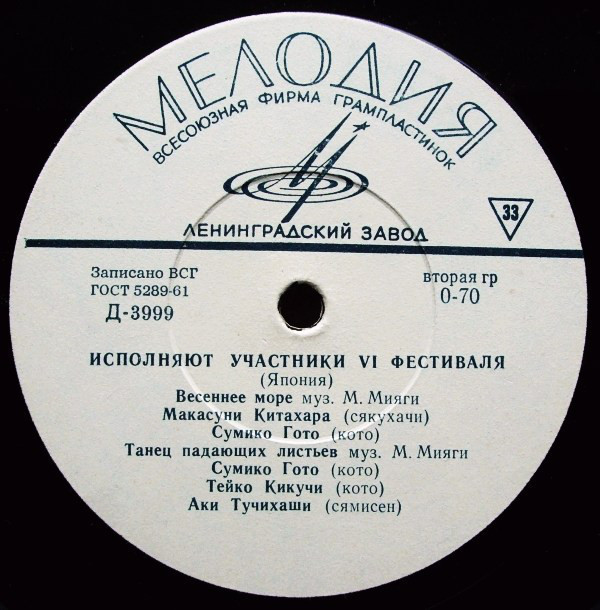 МЕЛОДИЯ
ВСЕСОЮЗНАЯ ФИРМА ГРАМПЛАСТИНОК
ЛЕНИНГРАДСКИЙ ЗАВОД
33
Записано ВСГ
ГОСТ 5289-61
Д-3999
вторая гр
0-70
ИСПОЛНЯЮТ УЧАСТНИКИ VI ФЕСТИВАЛЯ
(Япония)
Весеннее море муз. М. Мияги
Макасуни Китахара (сякухачи)
Сумико Гото (кото)
Танец падающих листьев муз. М. Мияги
Сумико Гото (кото)
Тейко Кикучи (кото)
Аки Тучихаши (сямисен)